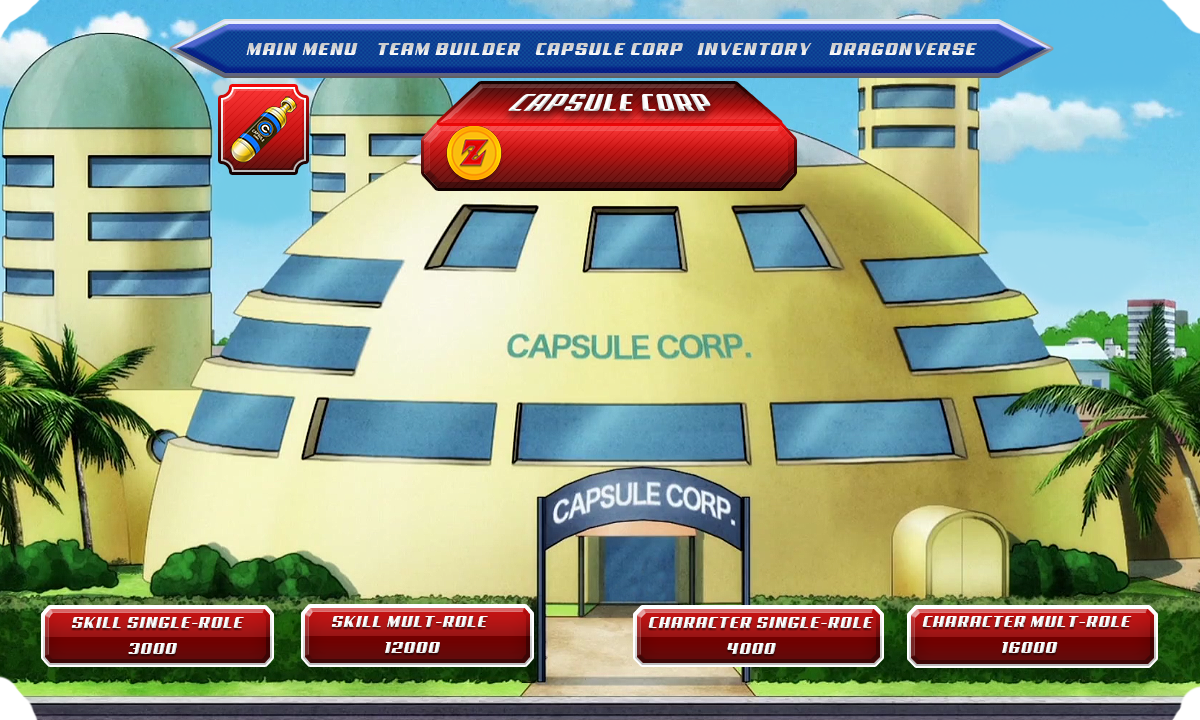 MAIN MENU TEAM BUILDER CAPSULE CORP INVENTORY DRAGONVERSE
CAPSULE CORP
Z
CAPSULE CORP.
CAPSULE CORP.
SKILL SINGLE-ROLE
3000
SKILL MULT-ROLE
12000
CHARACTER SINGLE-ROLE
4000
CHARACTER MULT-ROLE
16000